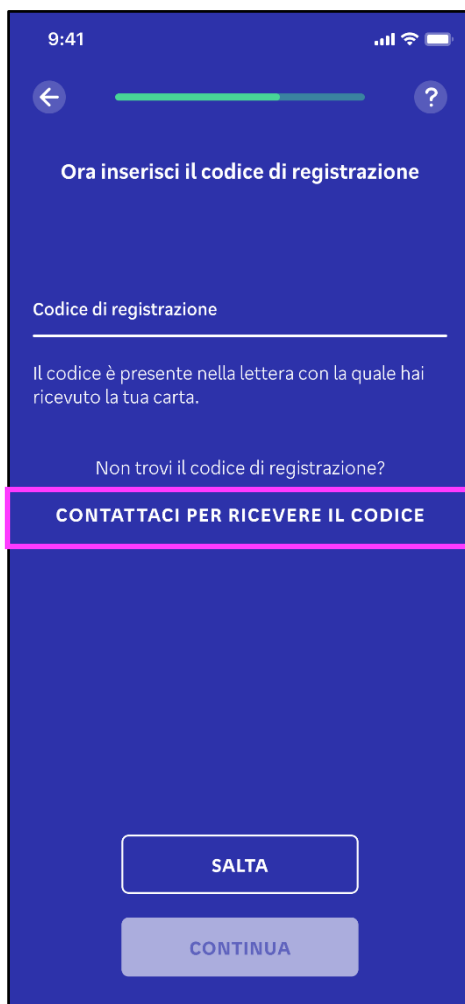 9:41
?
Ora inserisci il codice di registrazione
Codice di registrazione
Il codice è presente nella lettera con la quale hai
ricevuto la tua carta.
Non trovi il codice di registrazione?
CONTATTACI PER RICEVERE IL CODICE
SALTA
CONTINUA